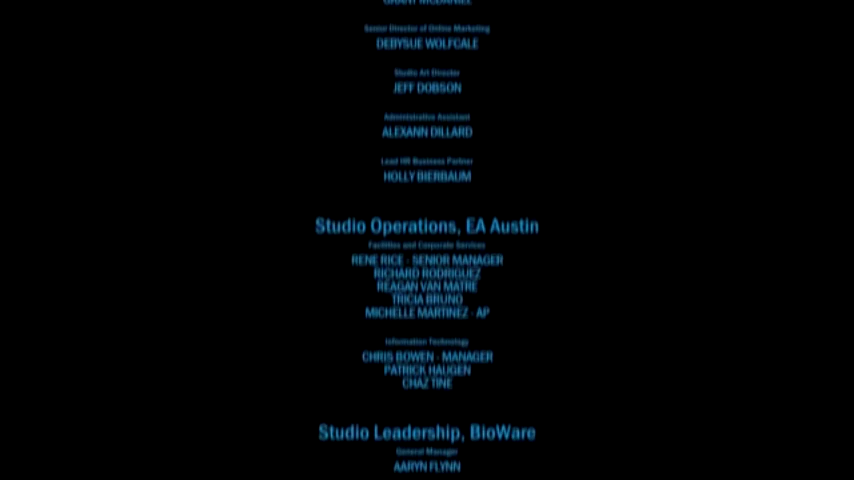 GRANT MCDANIEL
Senior Director of Online Marketing
DEBYSUE WOLFCALE
Studio Art Director
JEFF DOBSON
Administrative Assistant
ALEXANN DILLARD
Lead HR Business Partner
HOLLY BIERBAUM
Studio Operations, EA Austin
Facilities and Corporate Services
RENE RICE - SENIOR MANAGER
RICHARD RODRIGUEZ
REAGAN VAN MATRE
TRICIA BRUNO
MICHELLE MARTINEZ - AP
Information Technology
CHRIS BOWEN - MANAGER
PATRICK HAUGEN
CHAZ TINE
Studio Leadership, BioWare
General Manager
AARYN FLYNN